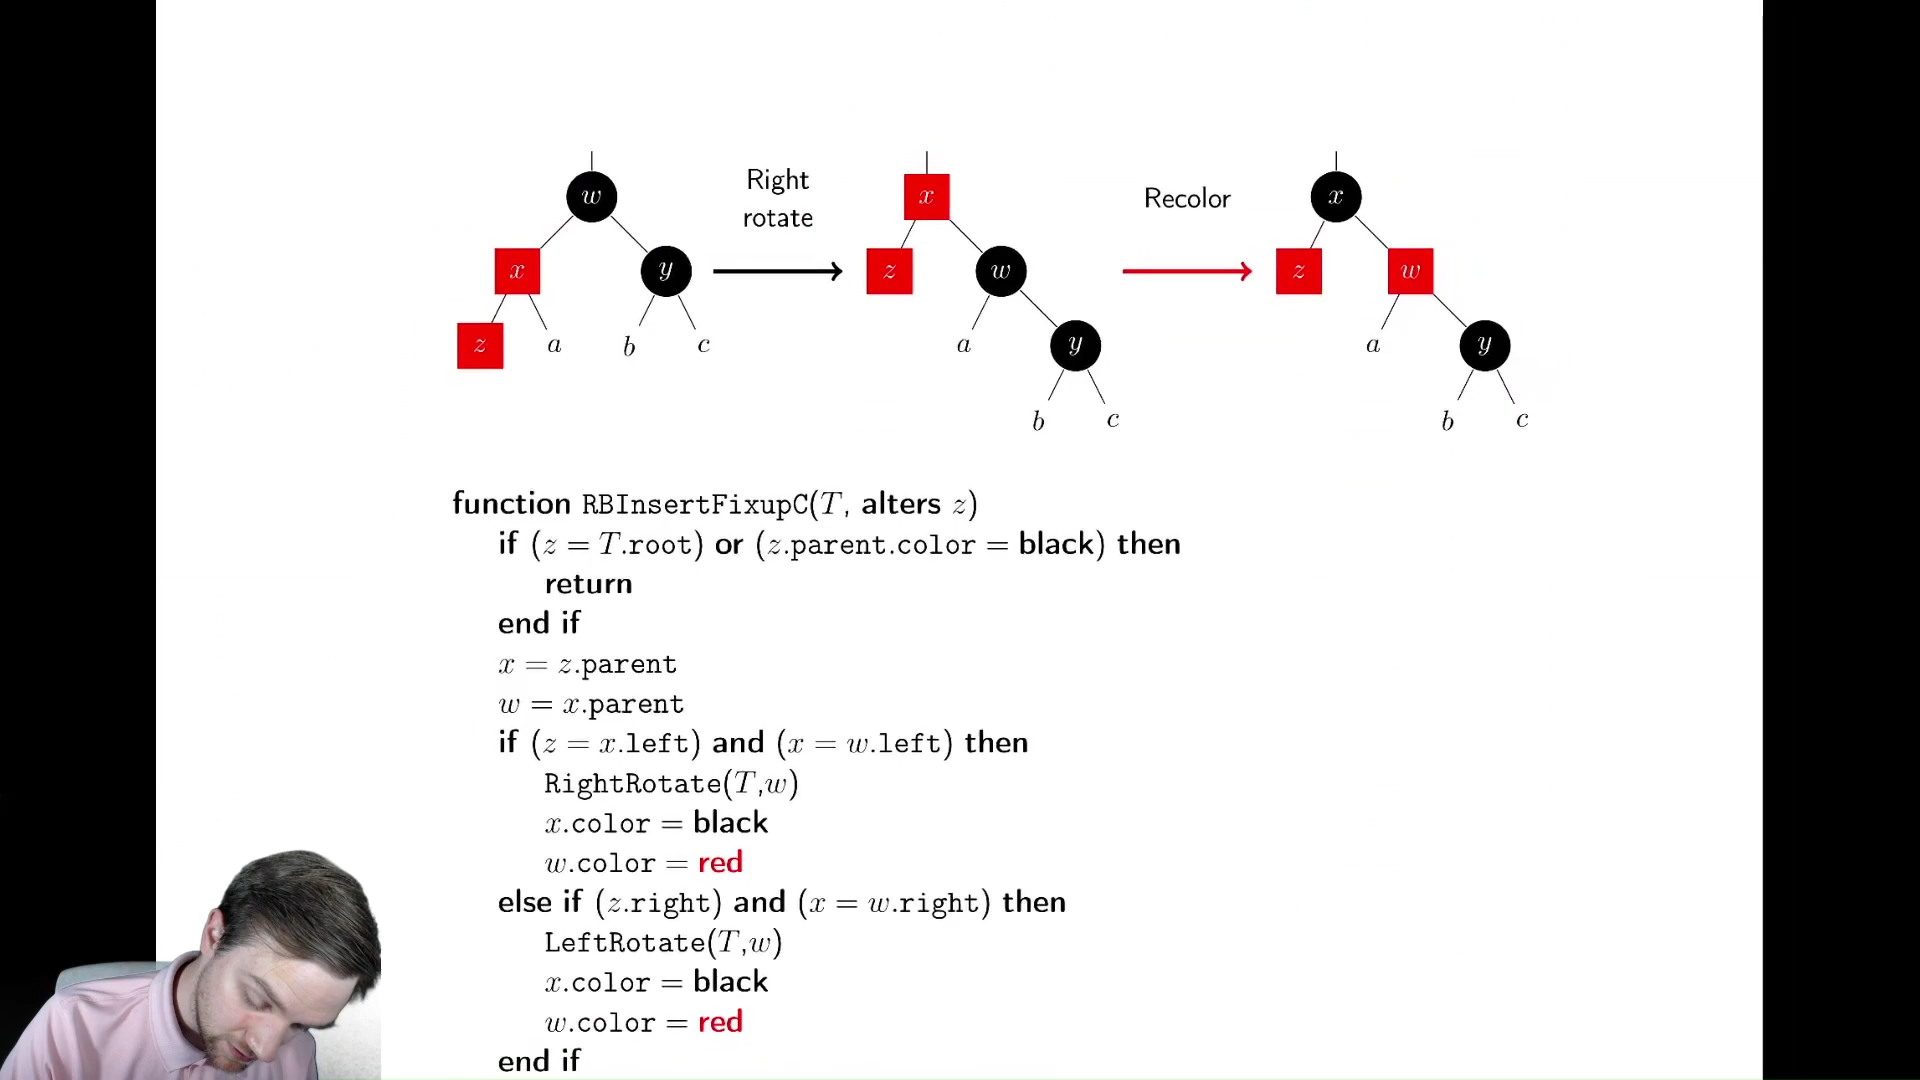 w
x
y
z
a
b
c
Right
rotate
x
z
w
a
y
b
c
Recolor
x
z
w
a
y
b
c
function RBInsertFixupC(T, alters z)
if (z = T.root) or (z.parent.color = black) then
return
end if
x = z.parent
w = x.parent
if (z = x.left) and (x = w.left) then
RightRotate(T,w)
x.color = black
w.color = red
else if (z.right) and (x = w.right) then
LeftRotate(T,w)
x.color = black
w.color = red
end if